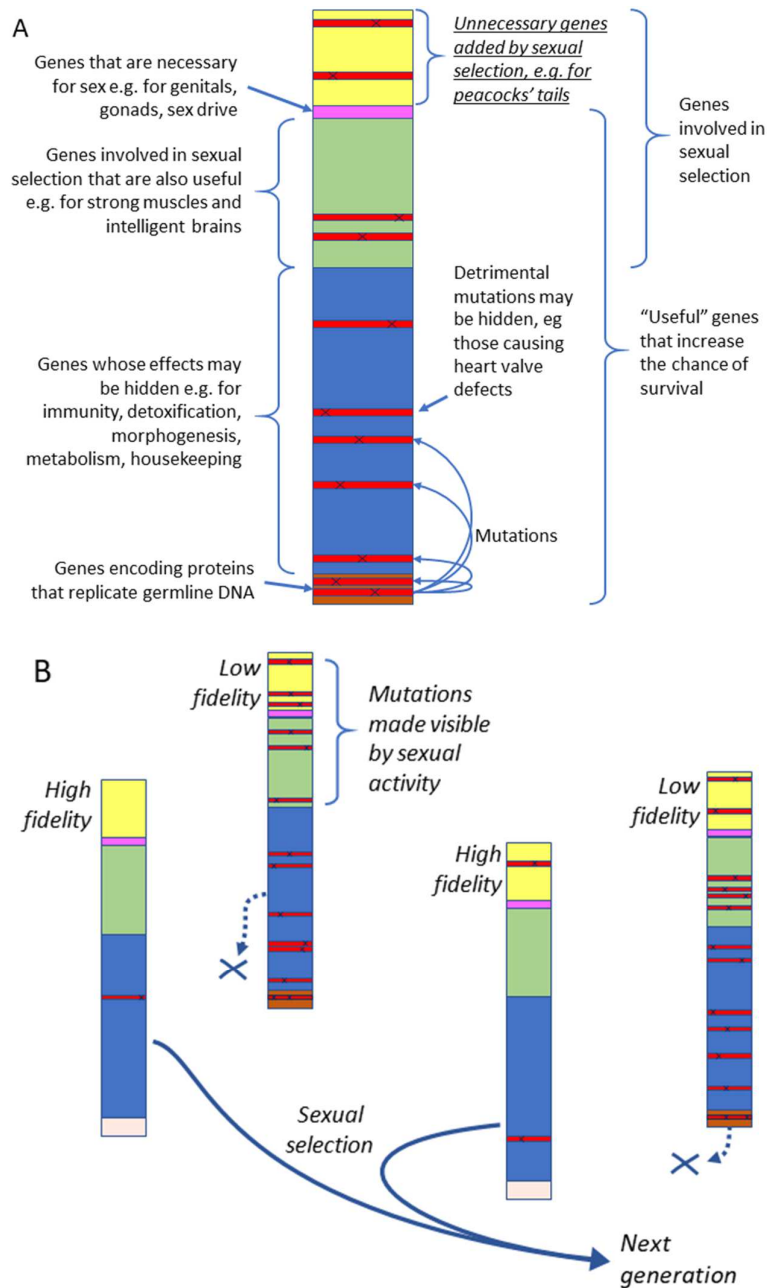 A
Unnecessary genes
added by sexual
selection, e.g. for
peacocks' tails
Genes that are necessary
for sex e.g. for genitals,
gonads, sex drive
Genes
involved in
sexual
selection
Genes involved in sexual
selection that are also useful
e.g. for strong muscles and
intelligent brains
Detrimental
mutations may
be hidden, eg
those causing
heart valve
defects
"Useful" genes
that increase
the chance of
survival
Genes whose effects may
be hidden e.g. for
immunity, detoxification,
morphogenesis,
metabolism, housekeeping
Mutations
Genes encoding proteins
that replicate germline DNA
B
Low
fidelity
Mutations
made visible
by sexual
activity
High
fidelity
High
fidelity
Low
fidelity
Sexual
selection
Next
generation